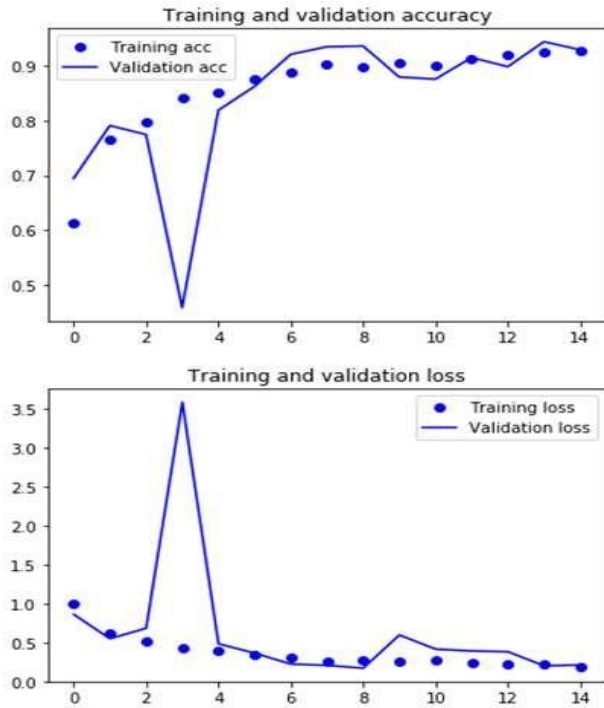 Training and validation accuracy
Training acc
Validation acc
0.9
0.8
0.7
0.6
0.5
0 2 4 6 8 10 12 14
Training and validation loss
Training loss
Validation loss
3.5
3.0
2.5
2.0
1.5
1.0
0.5
0.0
0 2 4 6 8 10 12 14